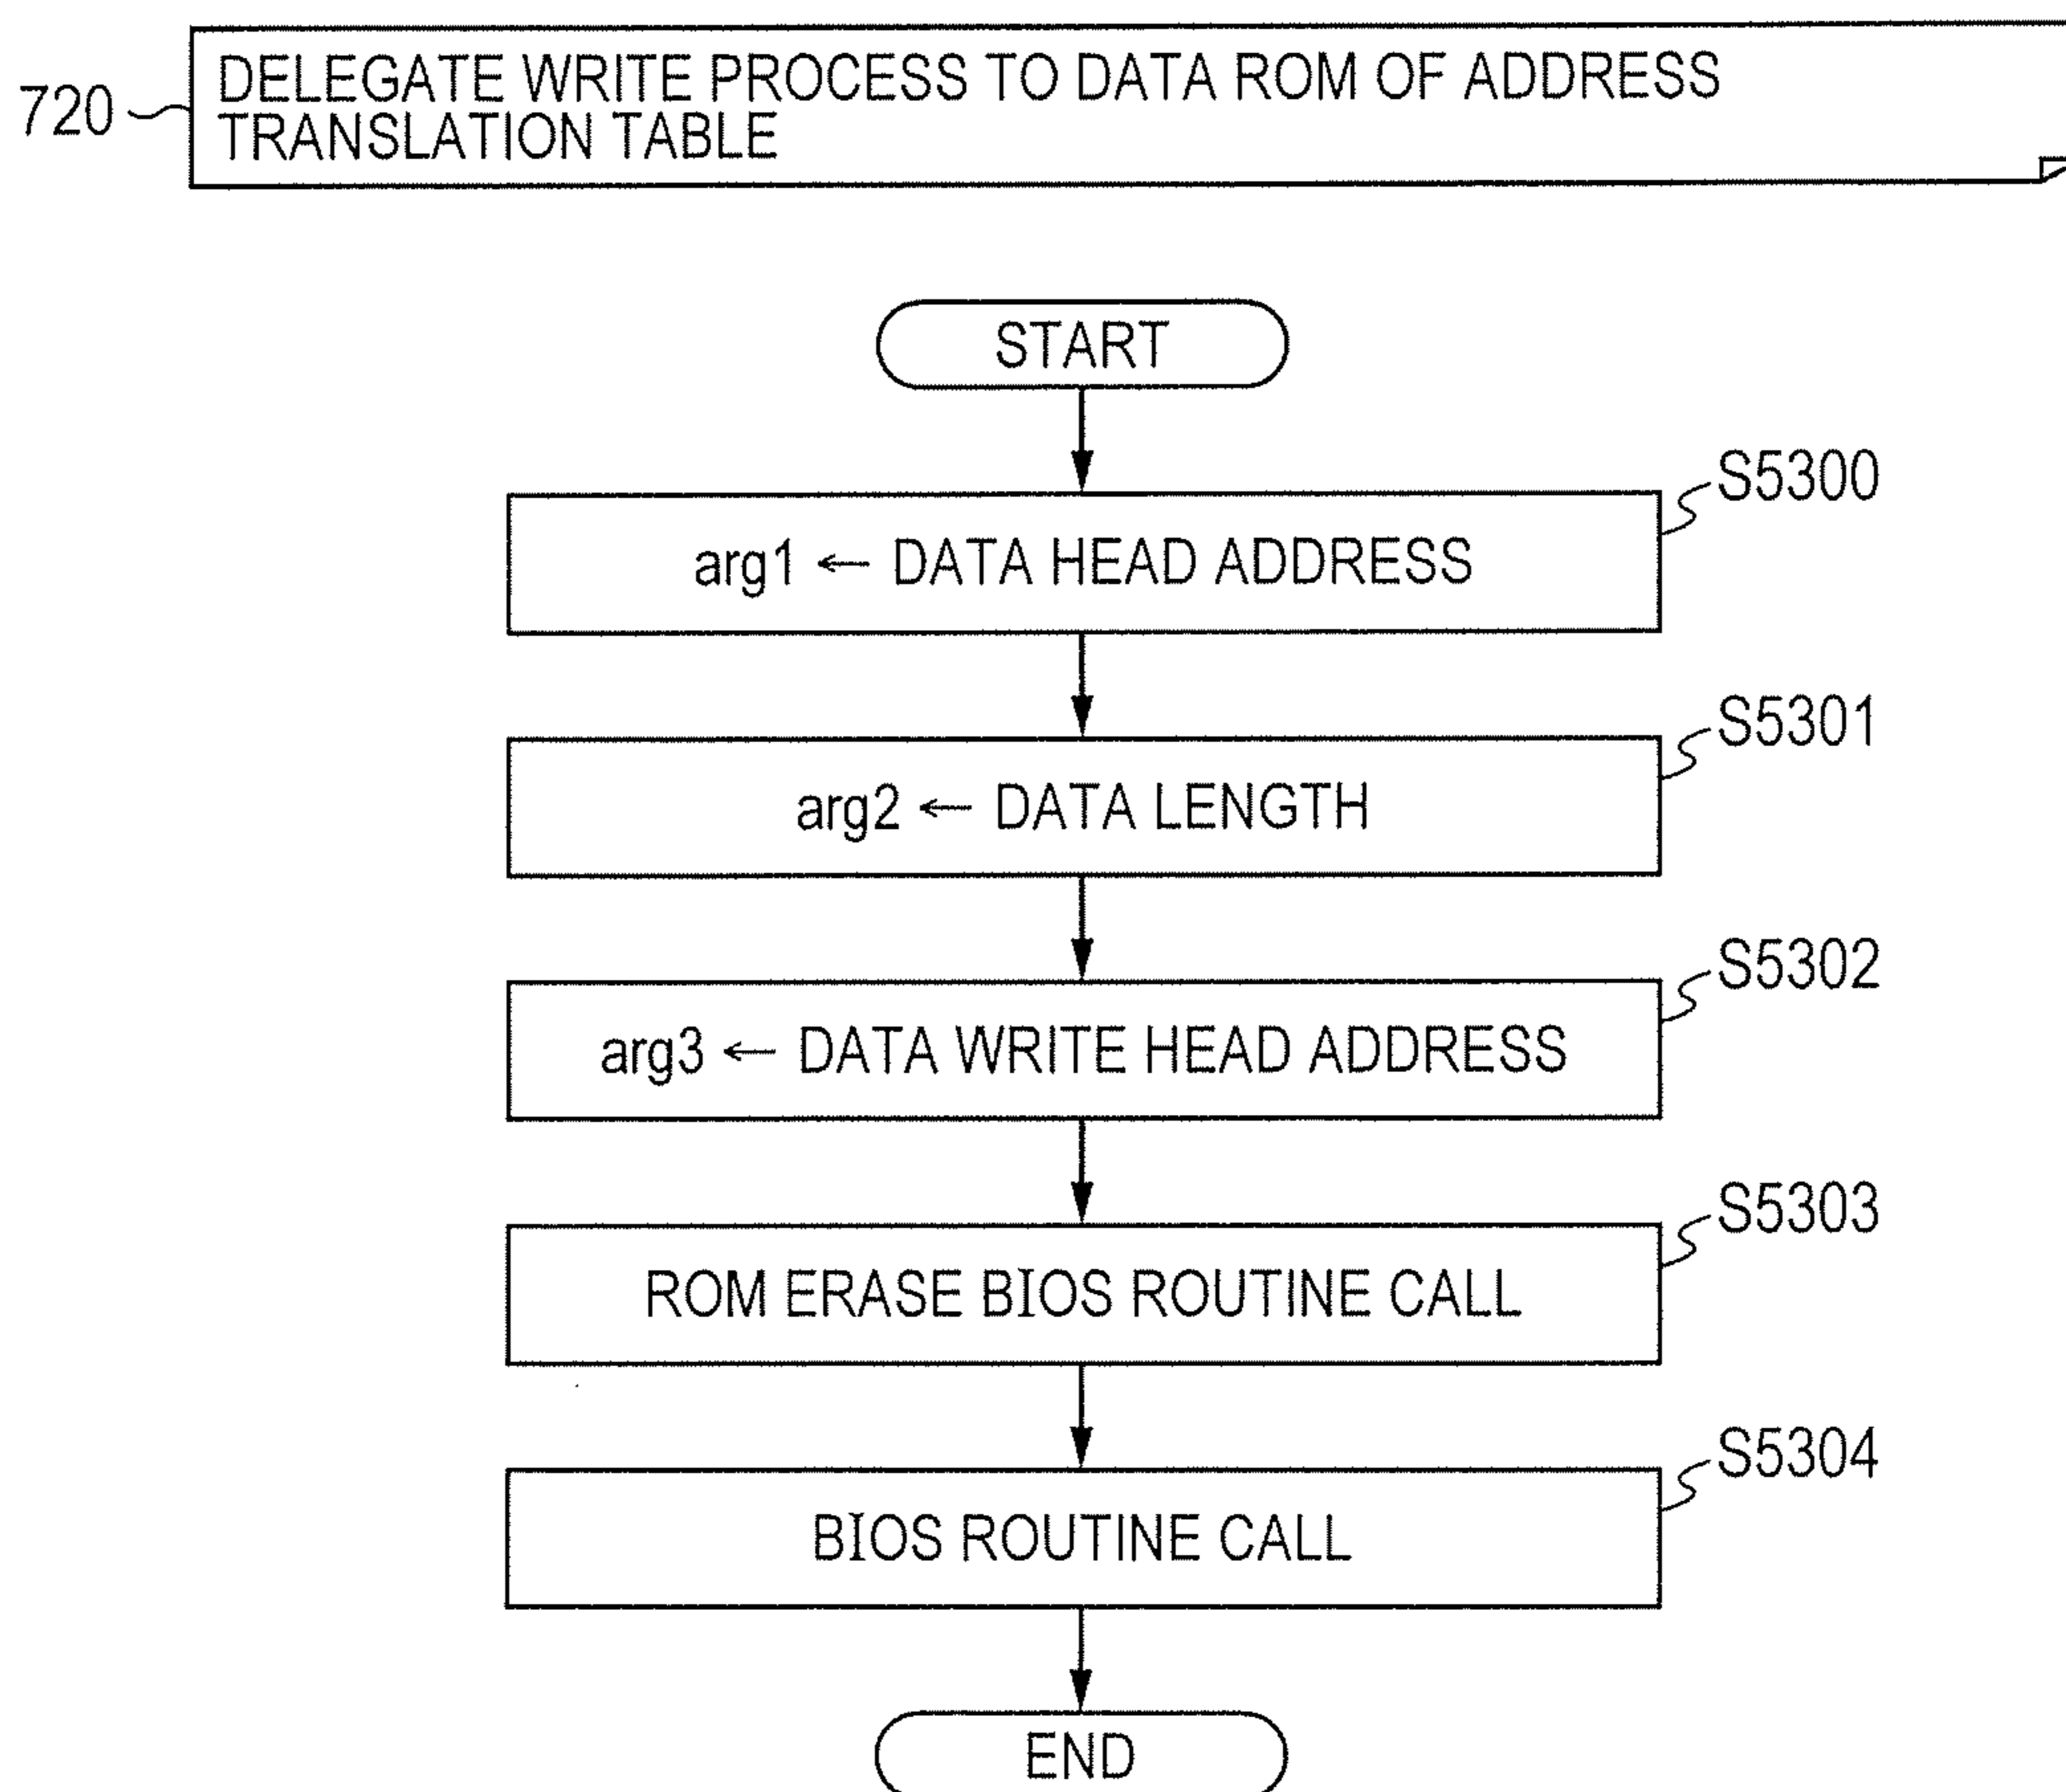 720
DELEGATE WRITE PROCESS TO DATA ROM OF ADDRESS
TRANSLATION TABLE
START
S5300
arg1 ← DATA HEAD ADDRESS
S5301
arg2 ← DATA LENGTH
S5302
arg3 ← DATA WRITE HEAD ADDRESS
S5303
ROM ERASE BIOS ROUTINE CALL
S5304
BIOS ROUTINE CALL
END